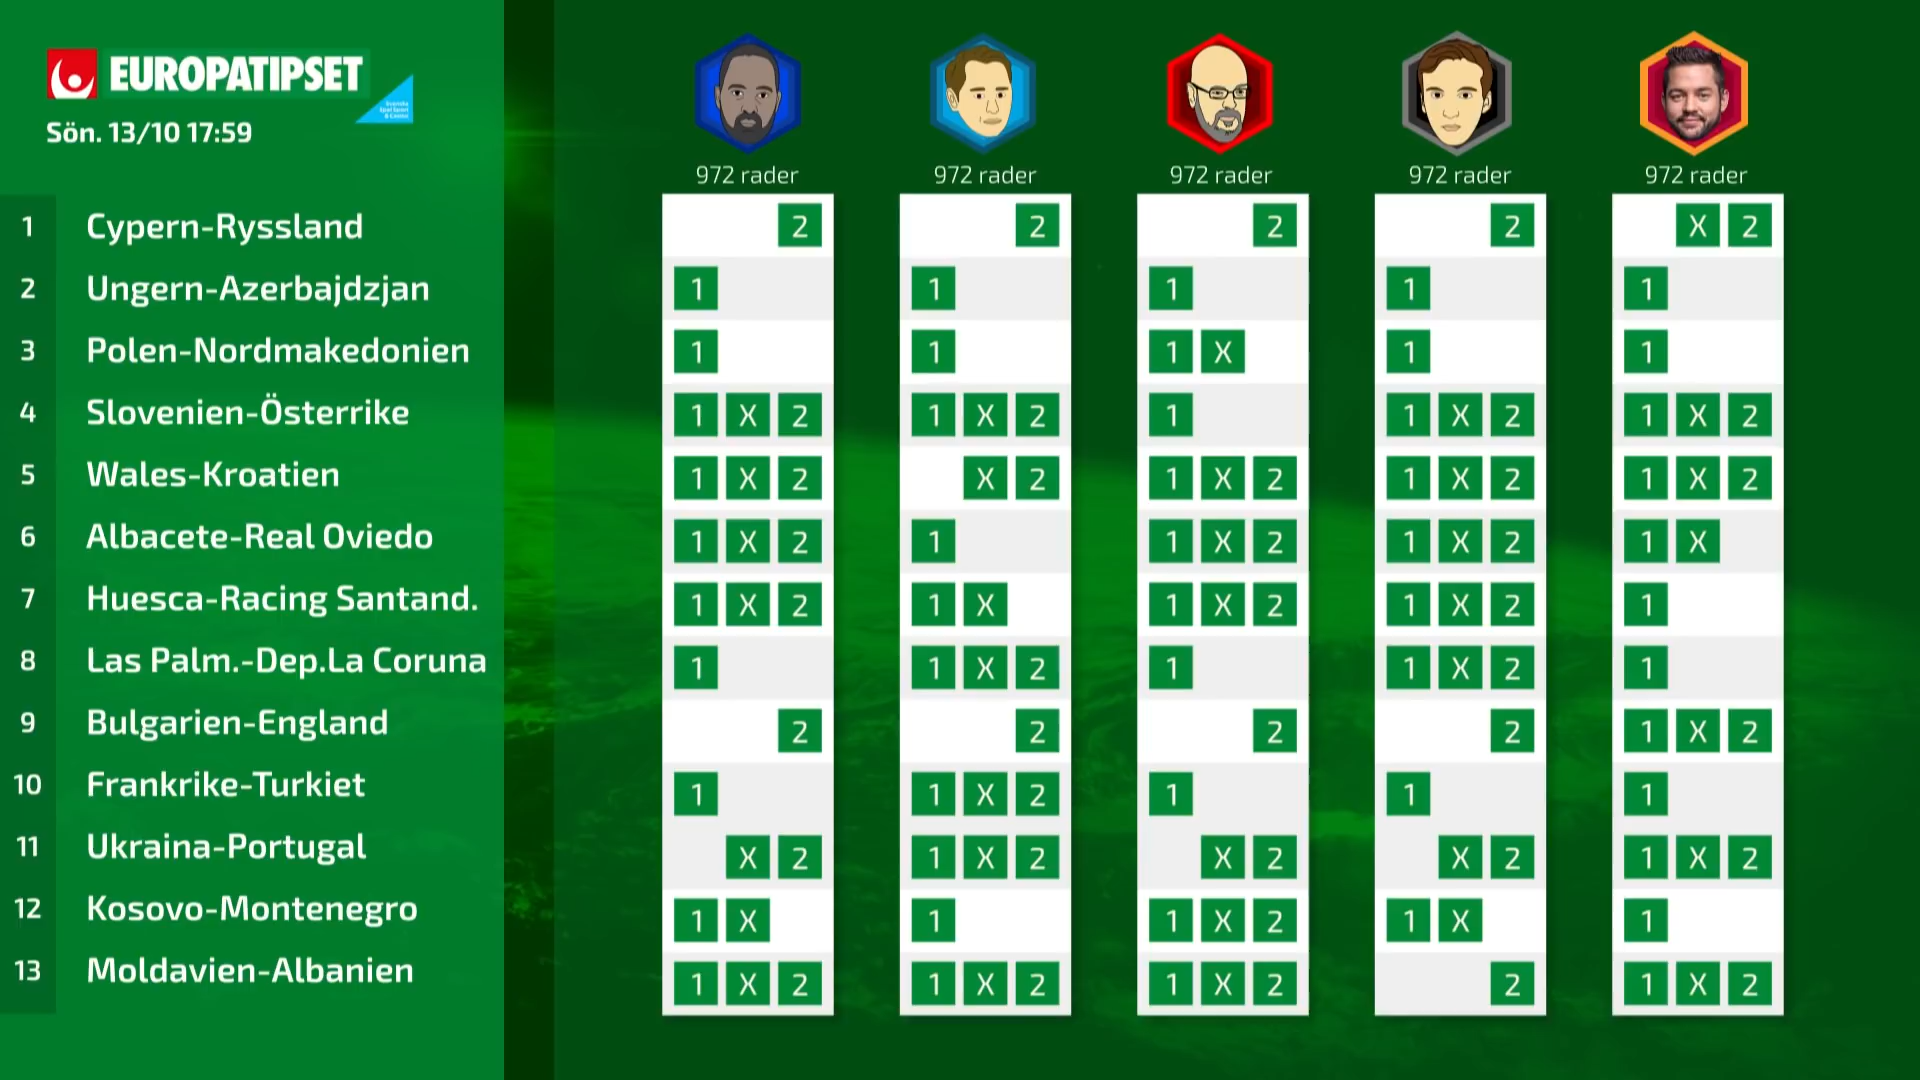 EUROPATIPSET
Svenska
Spel Sport
& Casino
Sön. 13/10 17:59
972 rader 972 rader 972 rader 972 rader 972 rader
1 Cypern-Ryssland 2 2 2 2 X 2
2 Ungern-Azerbajdzjan 1 1 1 1 1
3 Polen-Nordmakedonien 1 1 1 X 1 1
4 Slovenien-Österrike 1 X 2 1 X 2 1 1 X 2 1 X 2
5 Wales-Kroatien 1 X 2 X 2 1 X 2 1 X 2 1 X 2
6 Albacete-Real Oviedo 1 X 2 1 1 X 2 1 X 2 1 X
7 Huesca-Racing Santand. 1 X 2 1 X 1 X 2 1 X 2 1
8 Las Palm.-Dep.La Coruna 1 1 X 2 1 1 X 2 1
9 Bulgarien-England 2 2 2 2 1 X 2
10 Frankrike-Turkiet 1 1 X 2 1 1 1
11 Ukraina-Portugal X 2 1 X 2 X 2 X 2 1 X 2
12 Kosovo-Montenegro 1 X 1 1 X 2 1 X 1
13 Moldavien-Albanien 1 X 2 1 X 2 1 X 2 2 1 X 2